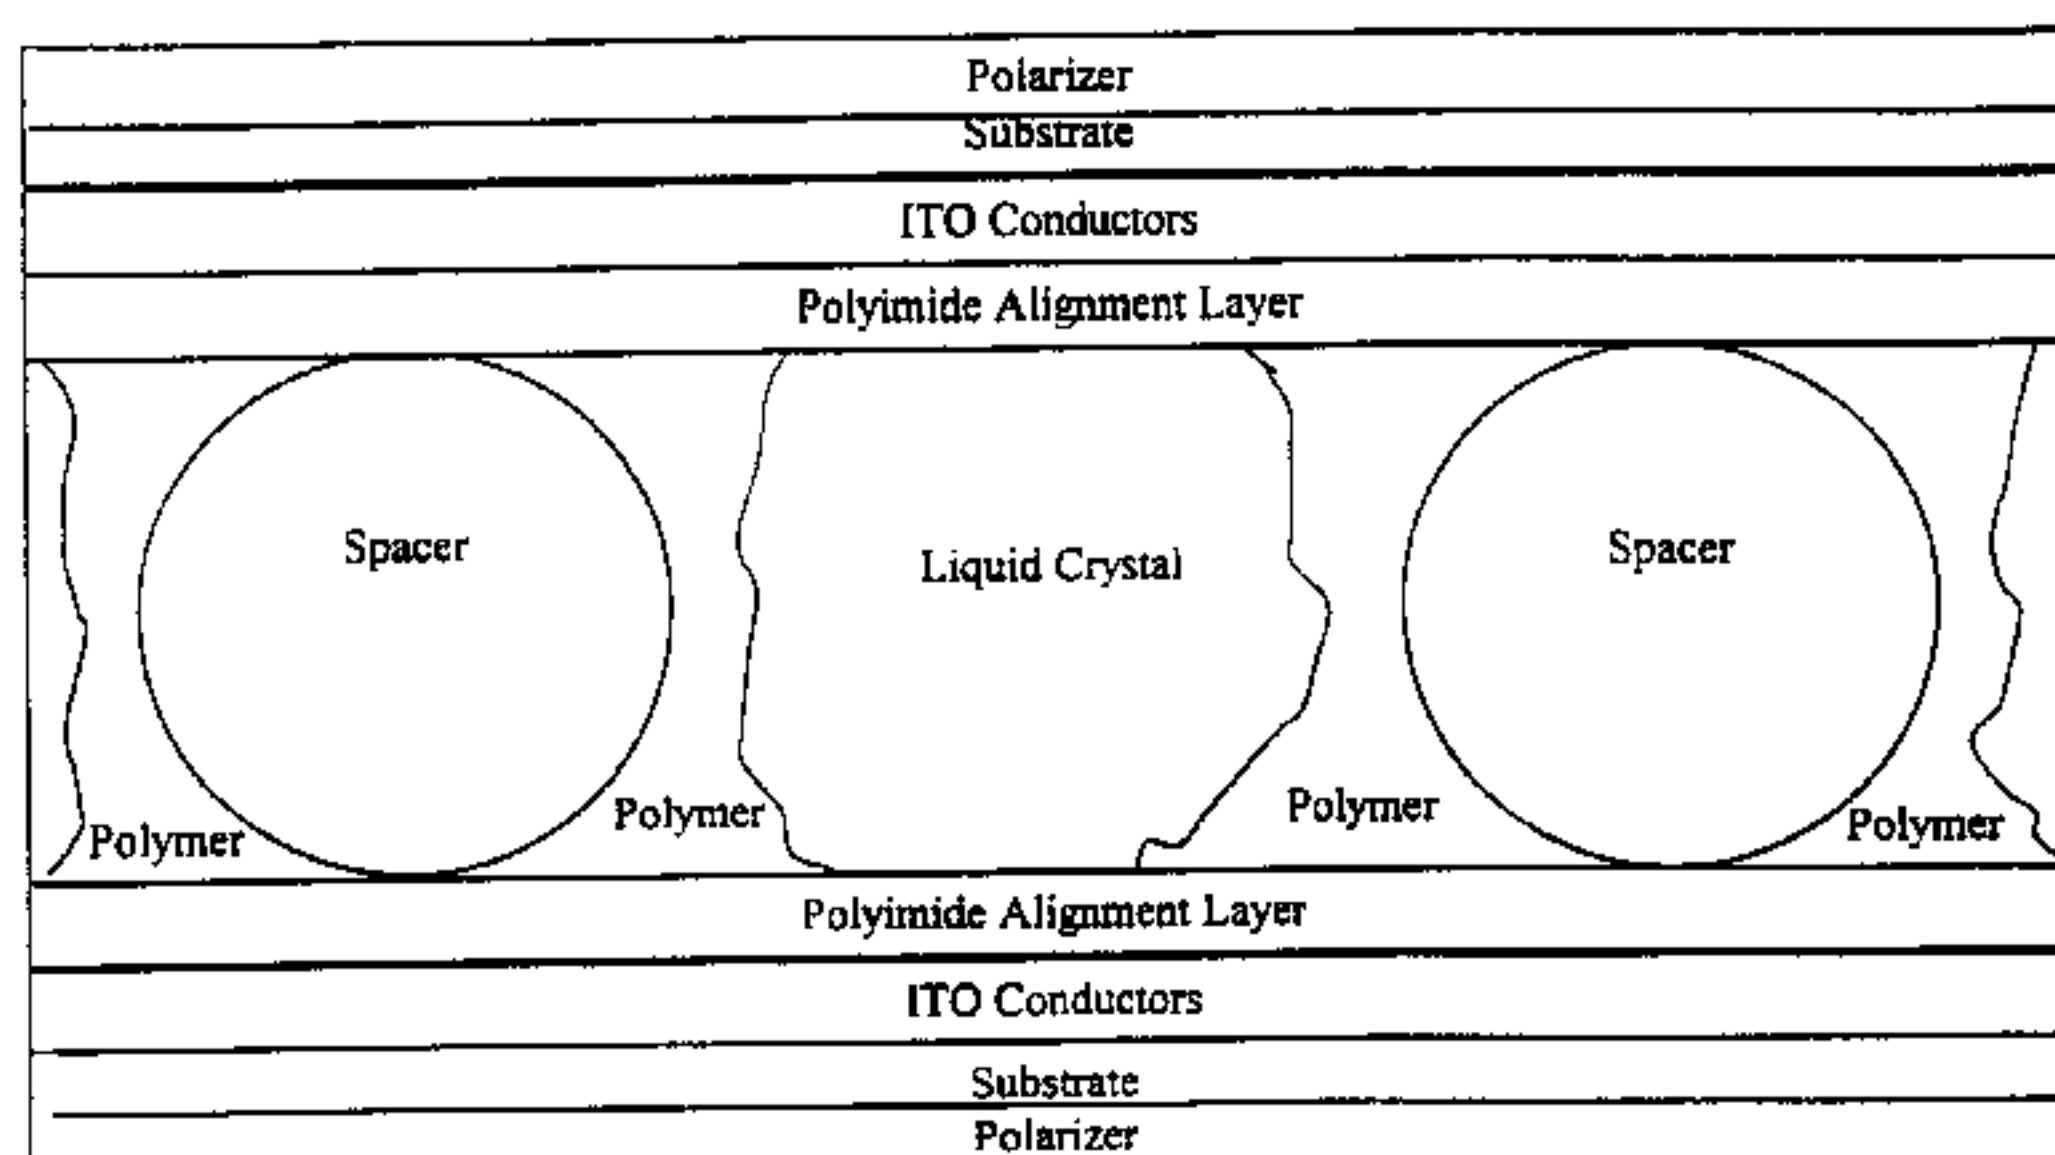 Polarizer
Substrate
ITO Conductors
Polyimide Alignment Layer
Spacer
Liquid Crystal
Spacer
Polymer
Polymer
Polymer
Polymer
Polyimide Alignment Layer
ITO Conductors
Substrate
Polarizer